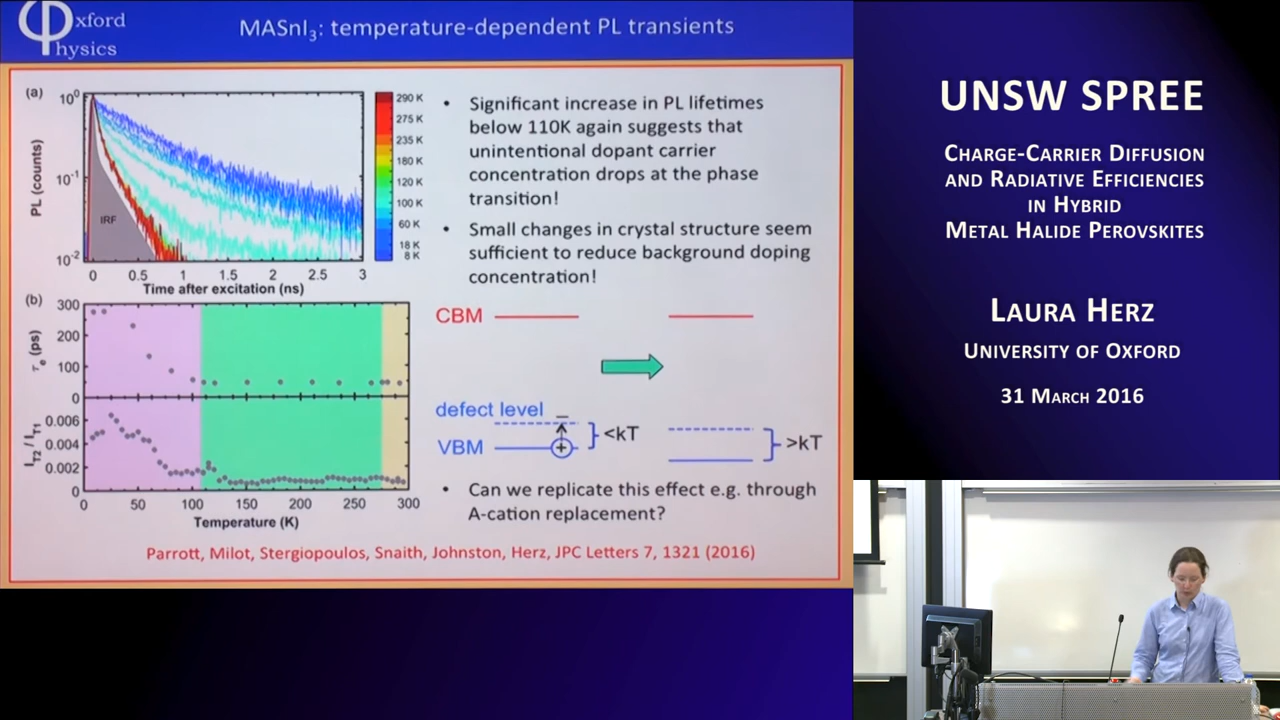 Oxford
Physics
MASnI3: temperature-dependent PL transients
(a)
PL (counts)
10^0
10^-1
10^-2
IRF
0 0.5 1 1.5 2 2.5 3
Time after excitation (ns)
290 K
275 K
235 K
180 K
120 K
100 K
60 K
18 K
8 K
• Significant increase in PL lifetimes
below 110K again suggests that
unintentional dopant carrier
concentration drops at the phase
transition!
• Small changes in crystal structure seem
sufficient to reduce background doping
concentration!
(b)
τe (ps)
300
200
100
0
IT2 / IT1
0.006
0.004
0.002
0
0 50 100 150 200 250 300
Temperature (K)
CBM
defect level
–
+
<kT
VBM
>kT
• Can we replicate this effect e.g. through
A-cation replacement?
Parrott, Milot, Stergiopoulos, Snaith, Johnston, Herz, JPC Letters 7, 1321 (2016)
UNSW SPREE
Charge-Carrier Diffusion
and Radiative Efficiencies
in Hybrid
Metal Halide Perovskites
Laura Herz
University of Oxford
31 March 2016